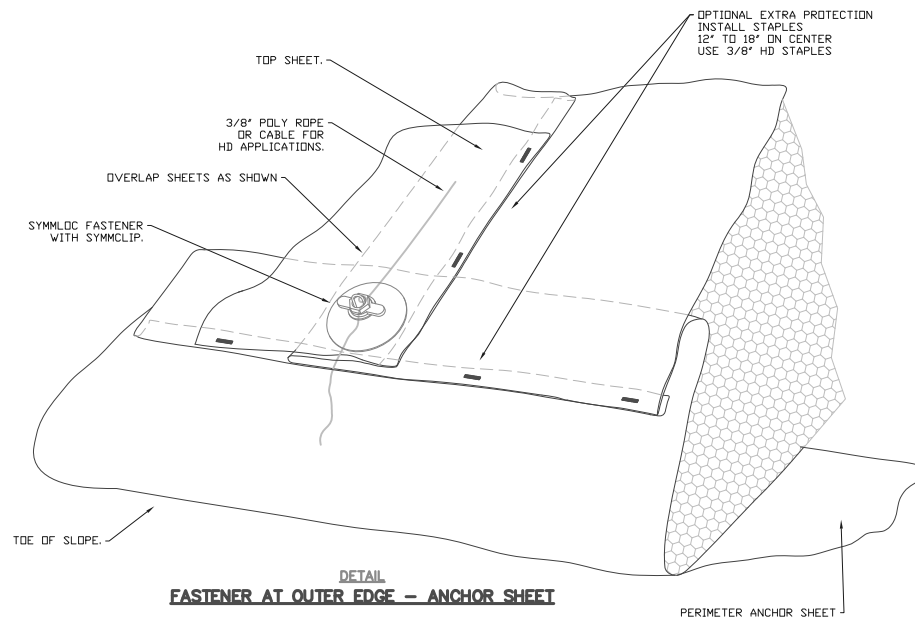 OPTIONAL EXTRA PROTECTION
INSTALL STAPLES
12" TO 18" ON CENTER
USE 3/8" HD STAPLES
TOP SHEET.
3/8" POLY ROPE
OR CABLE FOR
HD APPLICATIONS.
OVERLAP SHEETS AS SHOWN
SYMMLOC FASTENER
WITH SYMMCLIP.
TOE OF SLOPE.
DETAIL
FASTENER AT OUTER EDGE – ANCHOR SHEET
PERIMETER ANCHOR SHEET